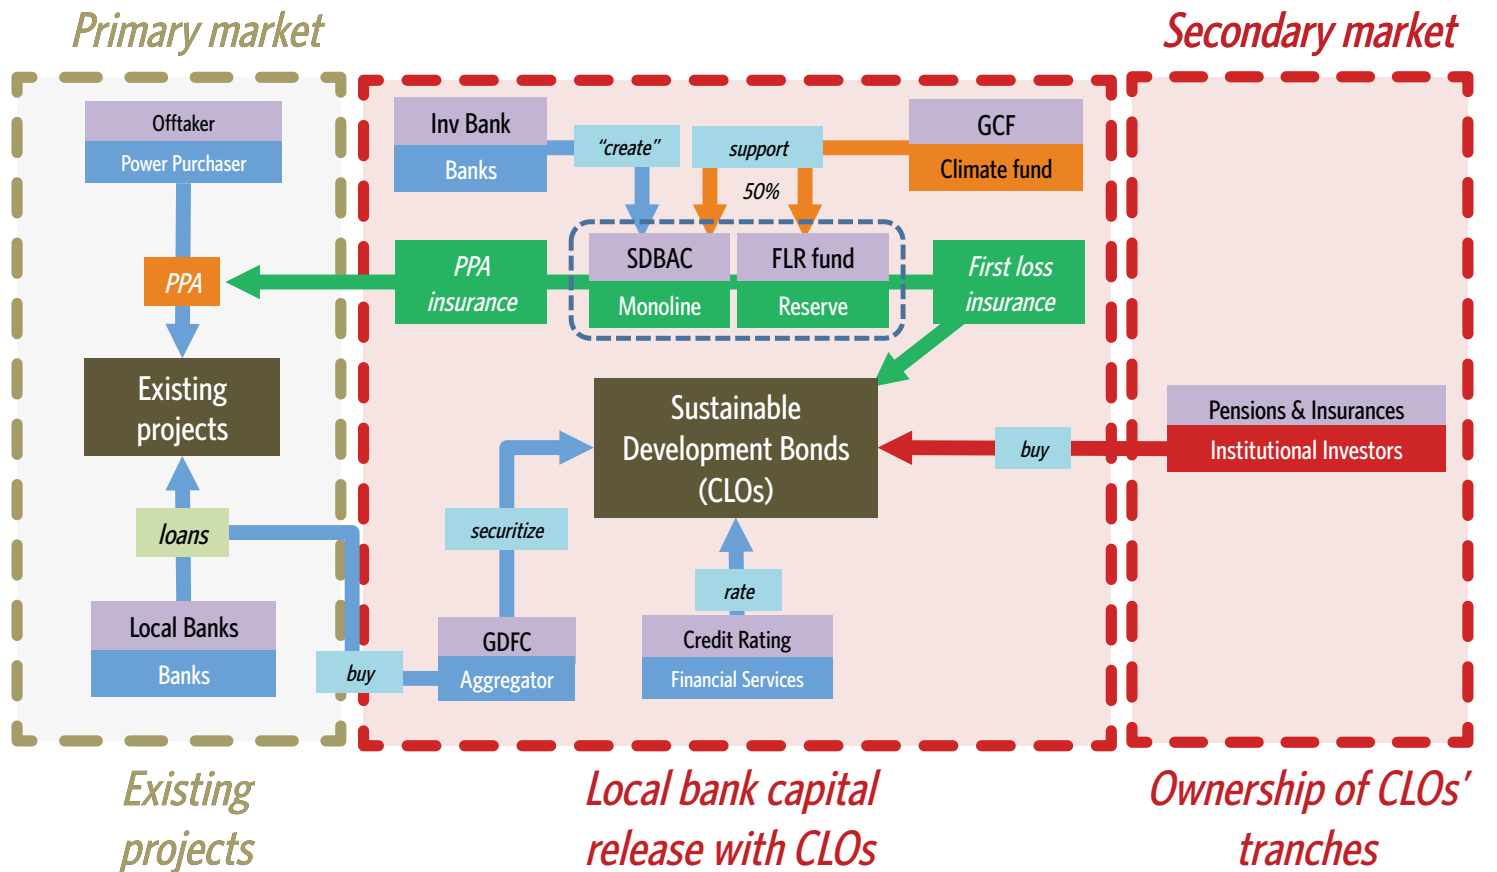 Primary market
Secondary market
Offtaker
Power Purchaser
PPA
Existing
projects
loans
Local Banks
Banks
Inv Bank
Banks
“create”
support
50%
GCF
Climate fund
PPA
insurance
SDBAC
Monoline
FLR fund
Reserve
First loss
insurance
Sustainable
Development Bonds
(CLOs)
securitize
buy
GDFC
Aggregator
rate
Credit Rating
Financial Services
buy
Pensions & Insurances
Institutional Investors
Existing
projects
Local bank capital
release with CLOs
Ownership of CLOs’
tranches